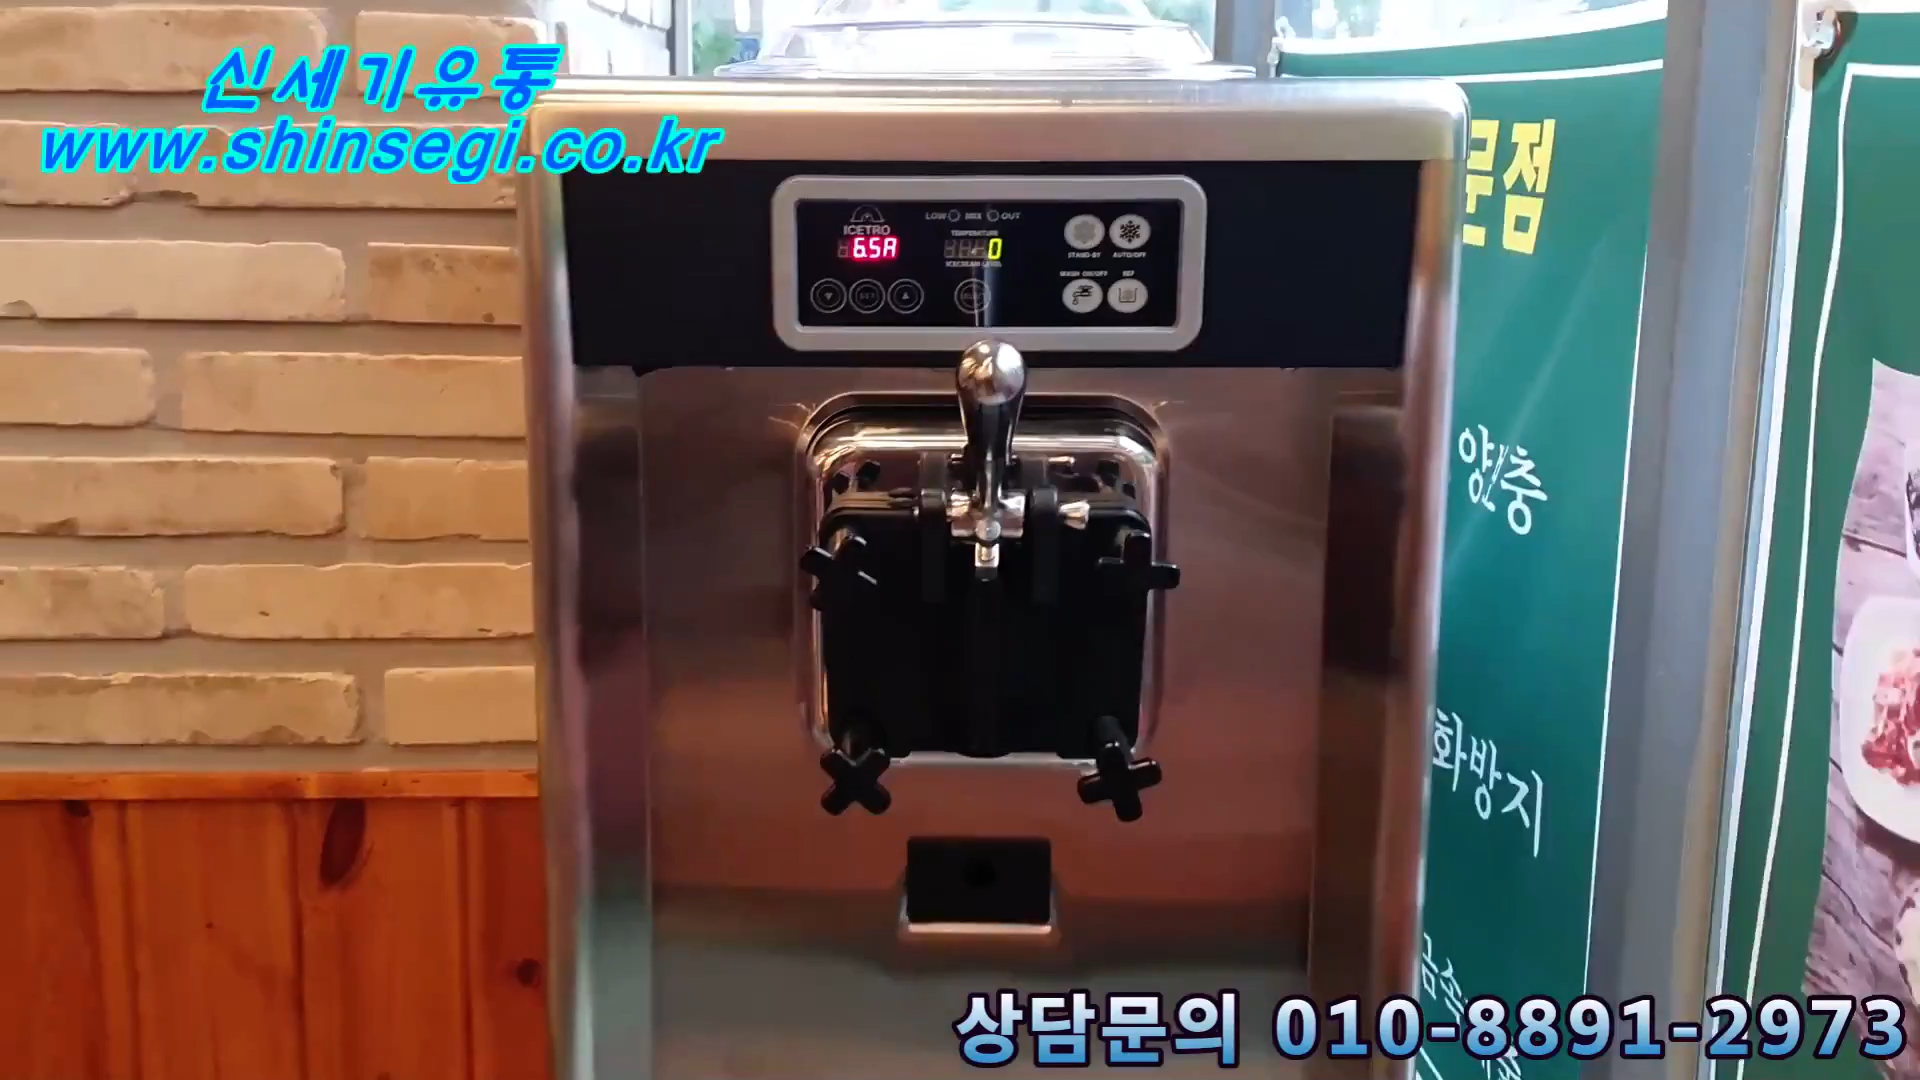 신세기유통
www.shinsegi.co.kr
ICETRO
LOW MIX OUT
6.5A
TEMPERATURE
0
ICECREAM LEVEL
STAND-BY
AUTO/OFF
WASH ON/OFF
SET
문점
양념충
화방지
상담문의 010-8891-2973